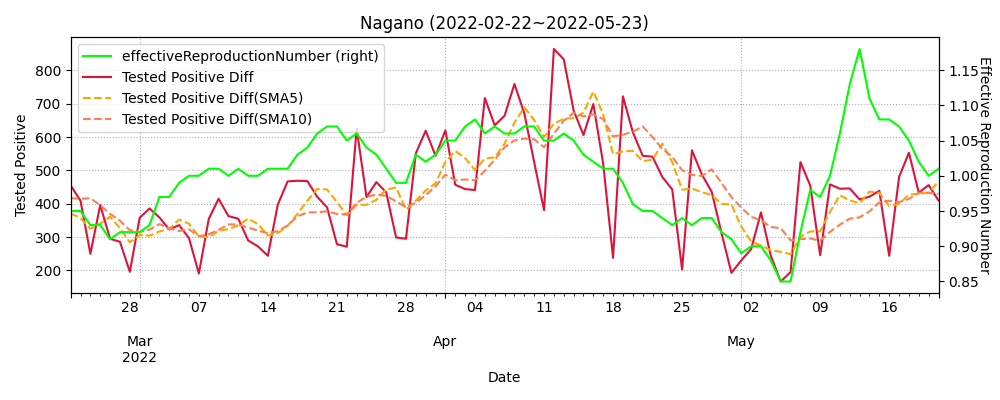 Nagano (2022-02-22~2022-05-23)
effectiveReproductionNumber (right)
Tested Positive Diff
Tested Positive Diff(SMA5)
Tested Positive Diff(SMA10)
Tested Positive
800
700
600
500
400
300
200
1.15
1.10
1.05
1.00
0.95
0.90
0.85
Effective Reproduction Number
28 07 14 21 28 04 11 18 25 02 09 16
Mar Apr May
2022
Date